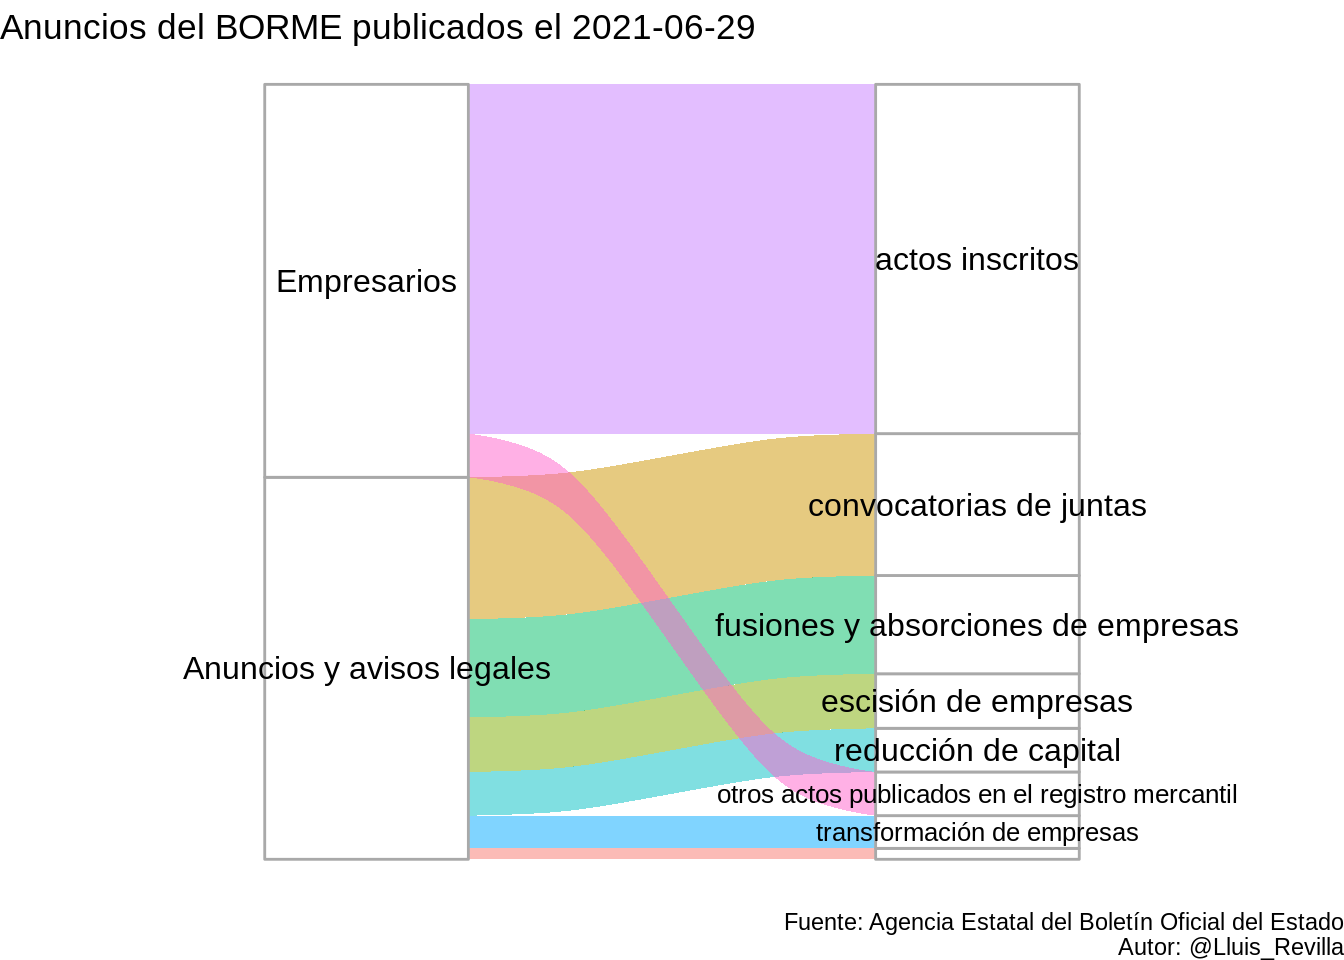 Anuncios del BORME publicados el 2021-06-29
Empresarios
Anuncios y avisos legales
actos inscritos
convocatorias de juntas
fusiones y absorciones de empresas
escisión de empresas
reducción de capital
otros actos publicados en el registro mercantil
transformación de empresas
Fuente: Agencia Estatal del Boletín Oficial del Estado
Autor: @Lluis_Revilla